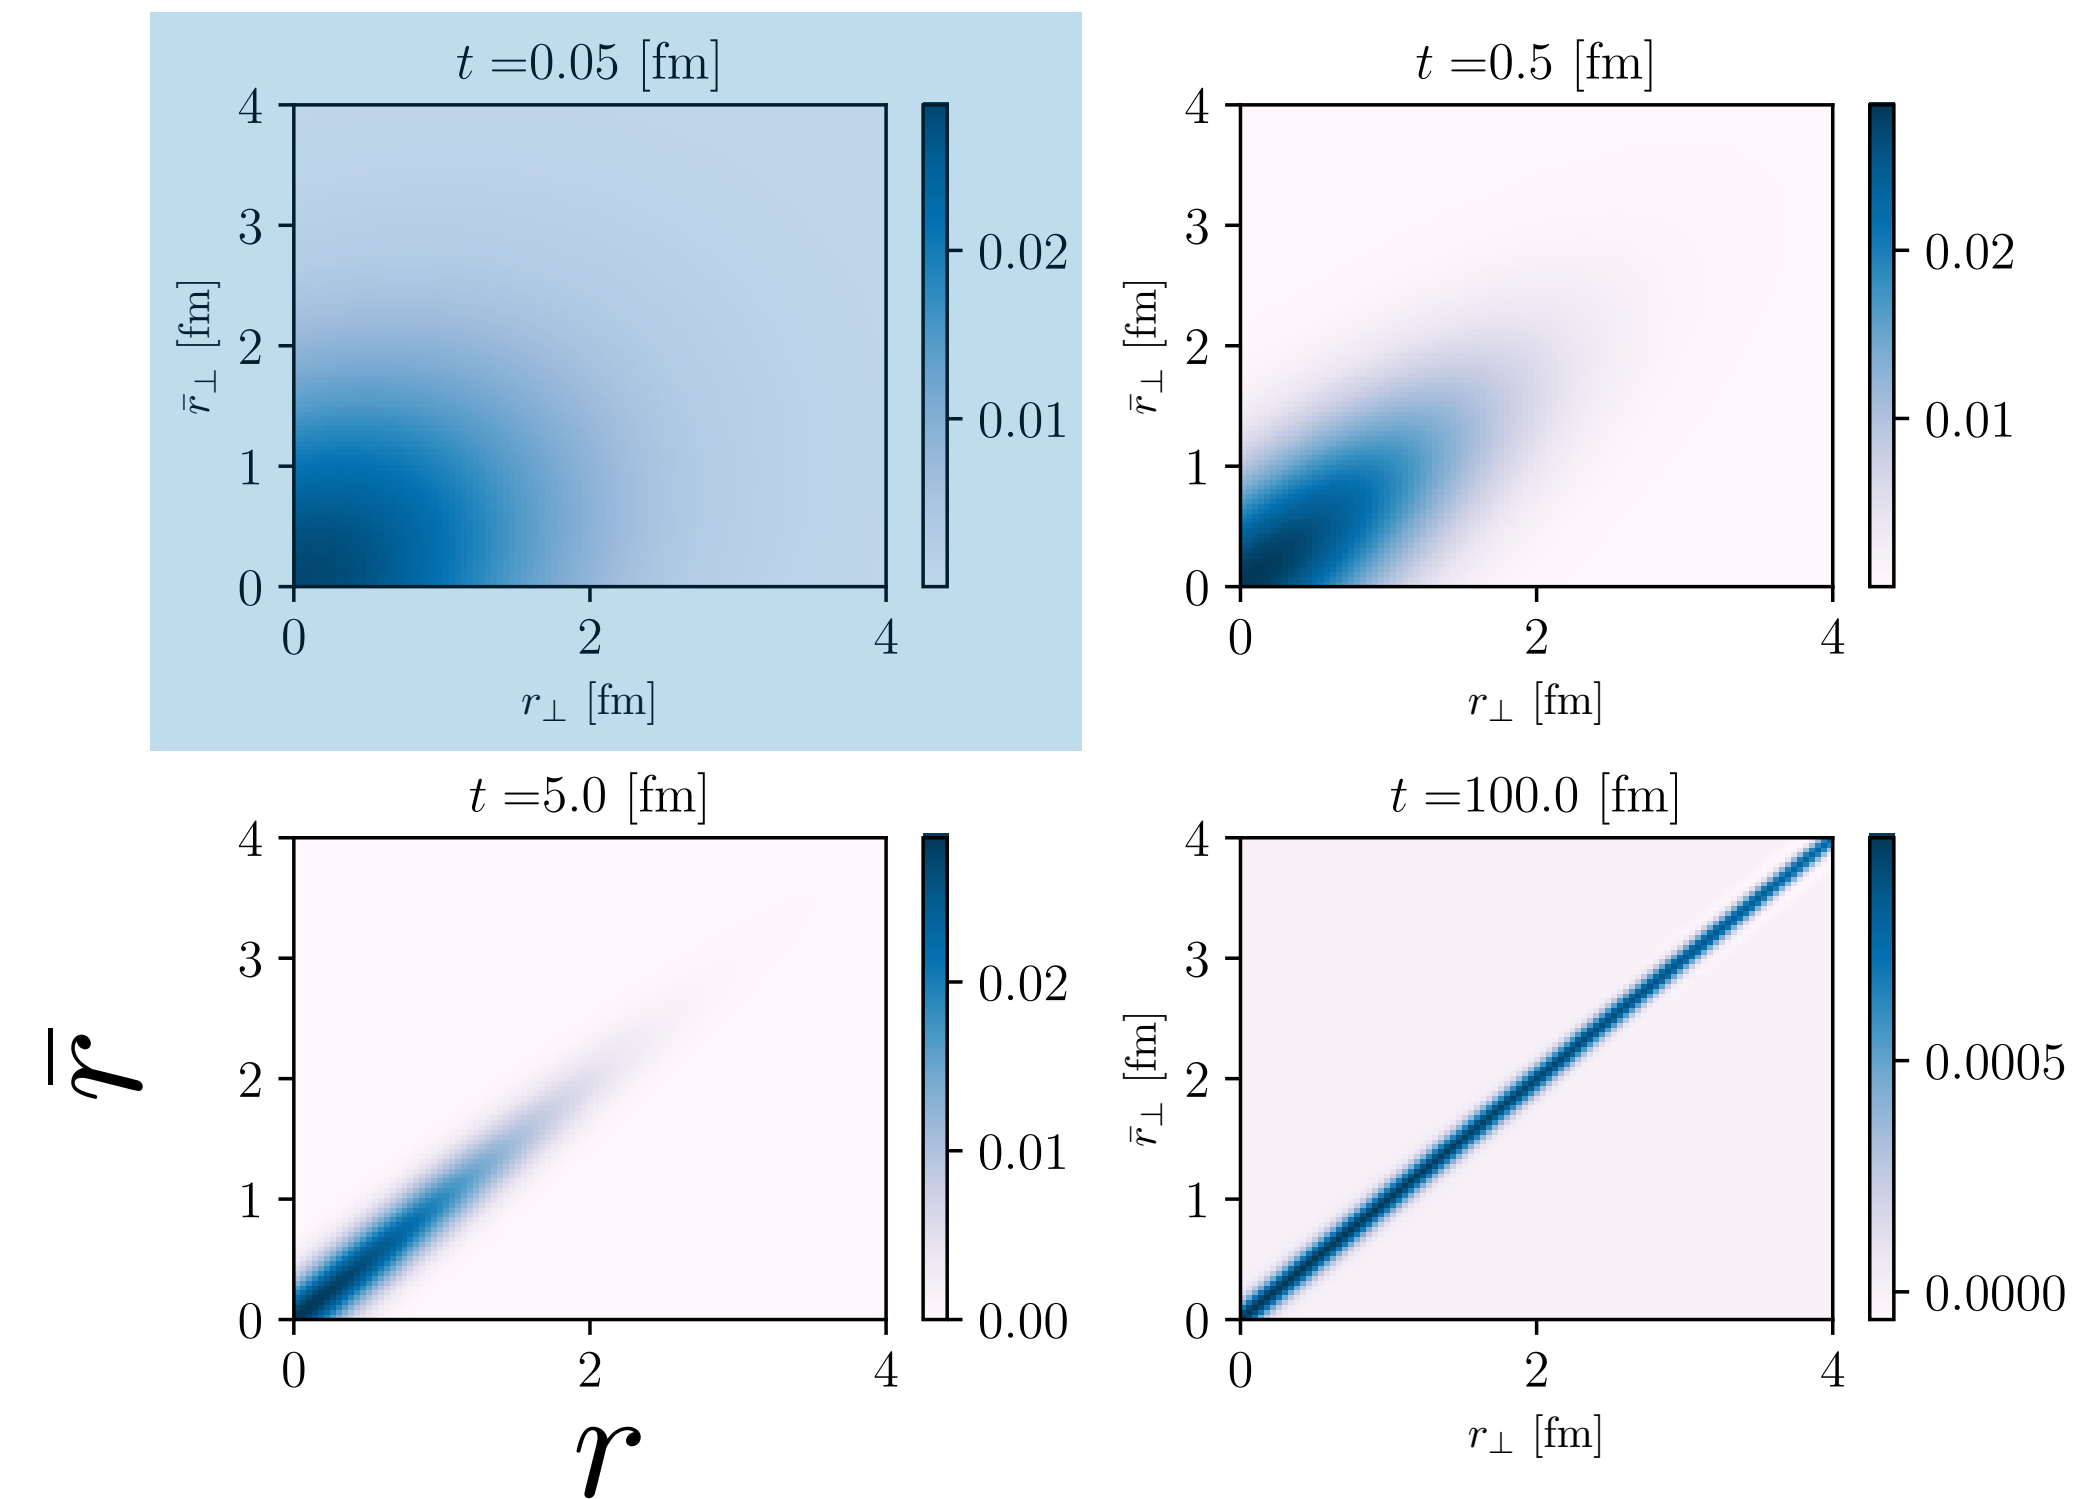 t =0.05 [fm]
4
3
2
1
0
r̄⊥ [fm]
0 2 4
r⊥ [fm]
0.02
0.01
t =0.5 [fm]
4
3
2
1
0
r̄⊥ [fm]
0 2 4
r⊥ [fm]
0.02
0.01
t =5.0 [fm]
4
3
2
1
0
r̄
0 2 4
r
0.02
0.01
0.00
t =100.0 [fm]
4
3
2
1
0
r̄⊥ [fm]
0 2 4
r⊥ [fm]
0.0005
0.0000